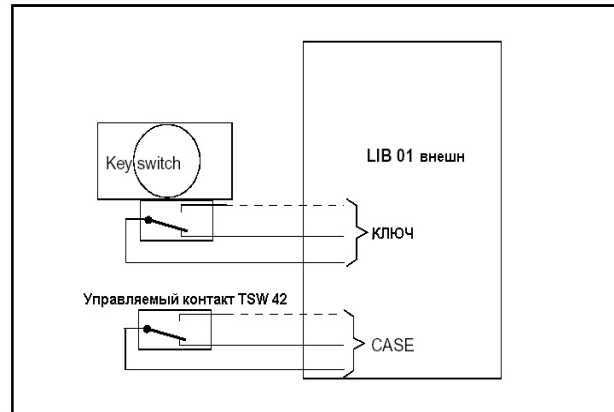 LIB 01 внешн
Key switch
КЛЮЧ
Управляемый контакт TSW 42
CASE